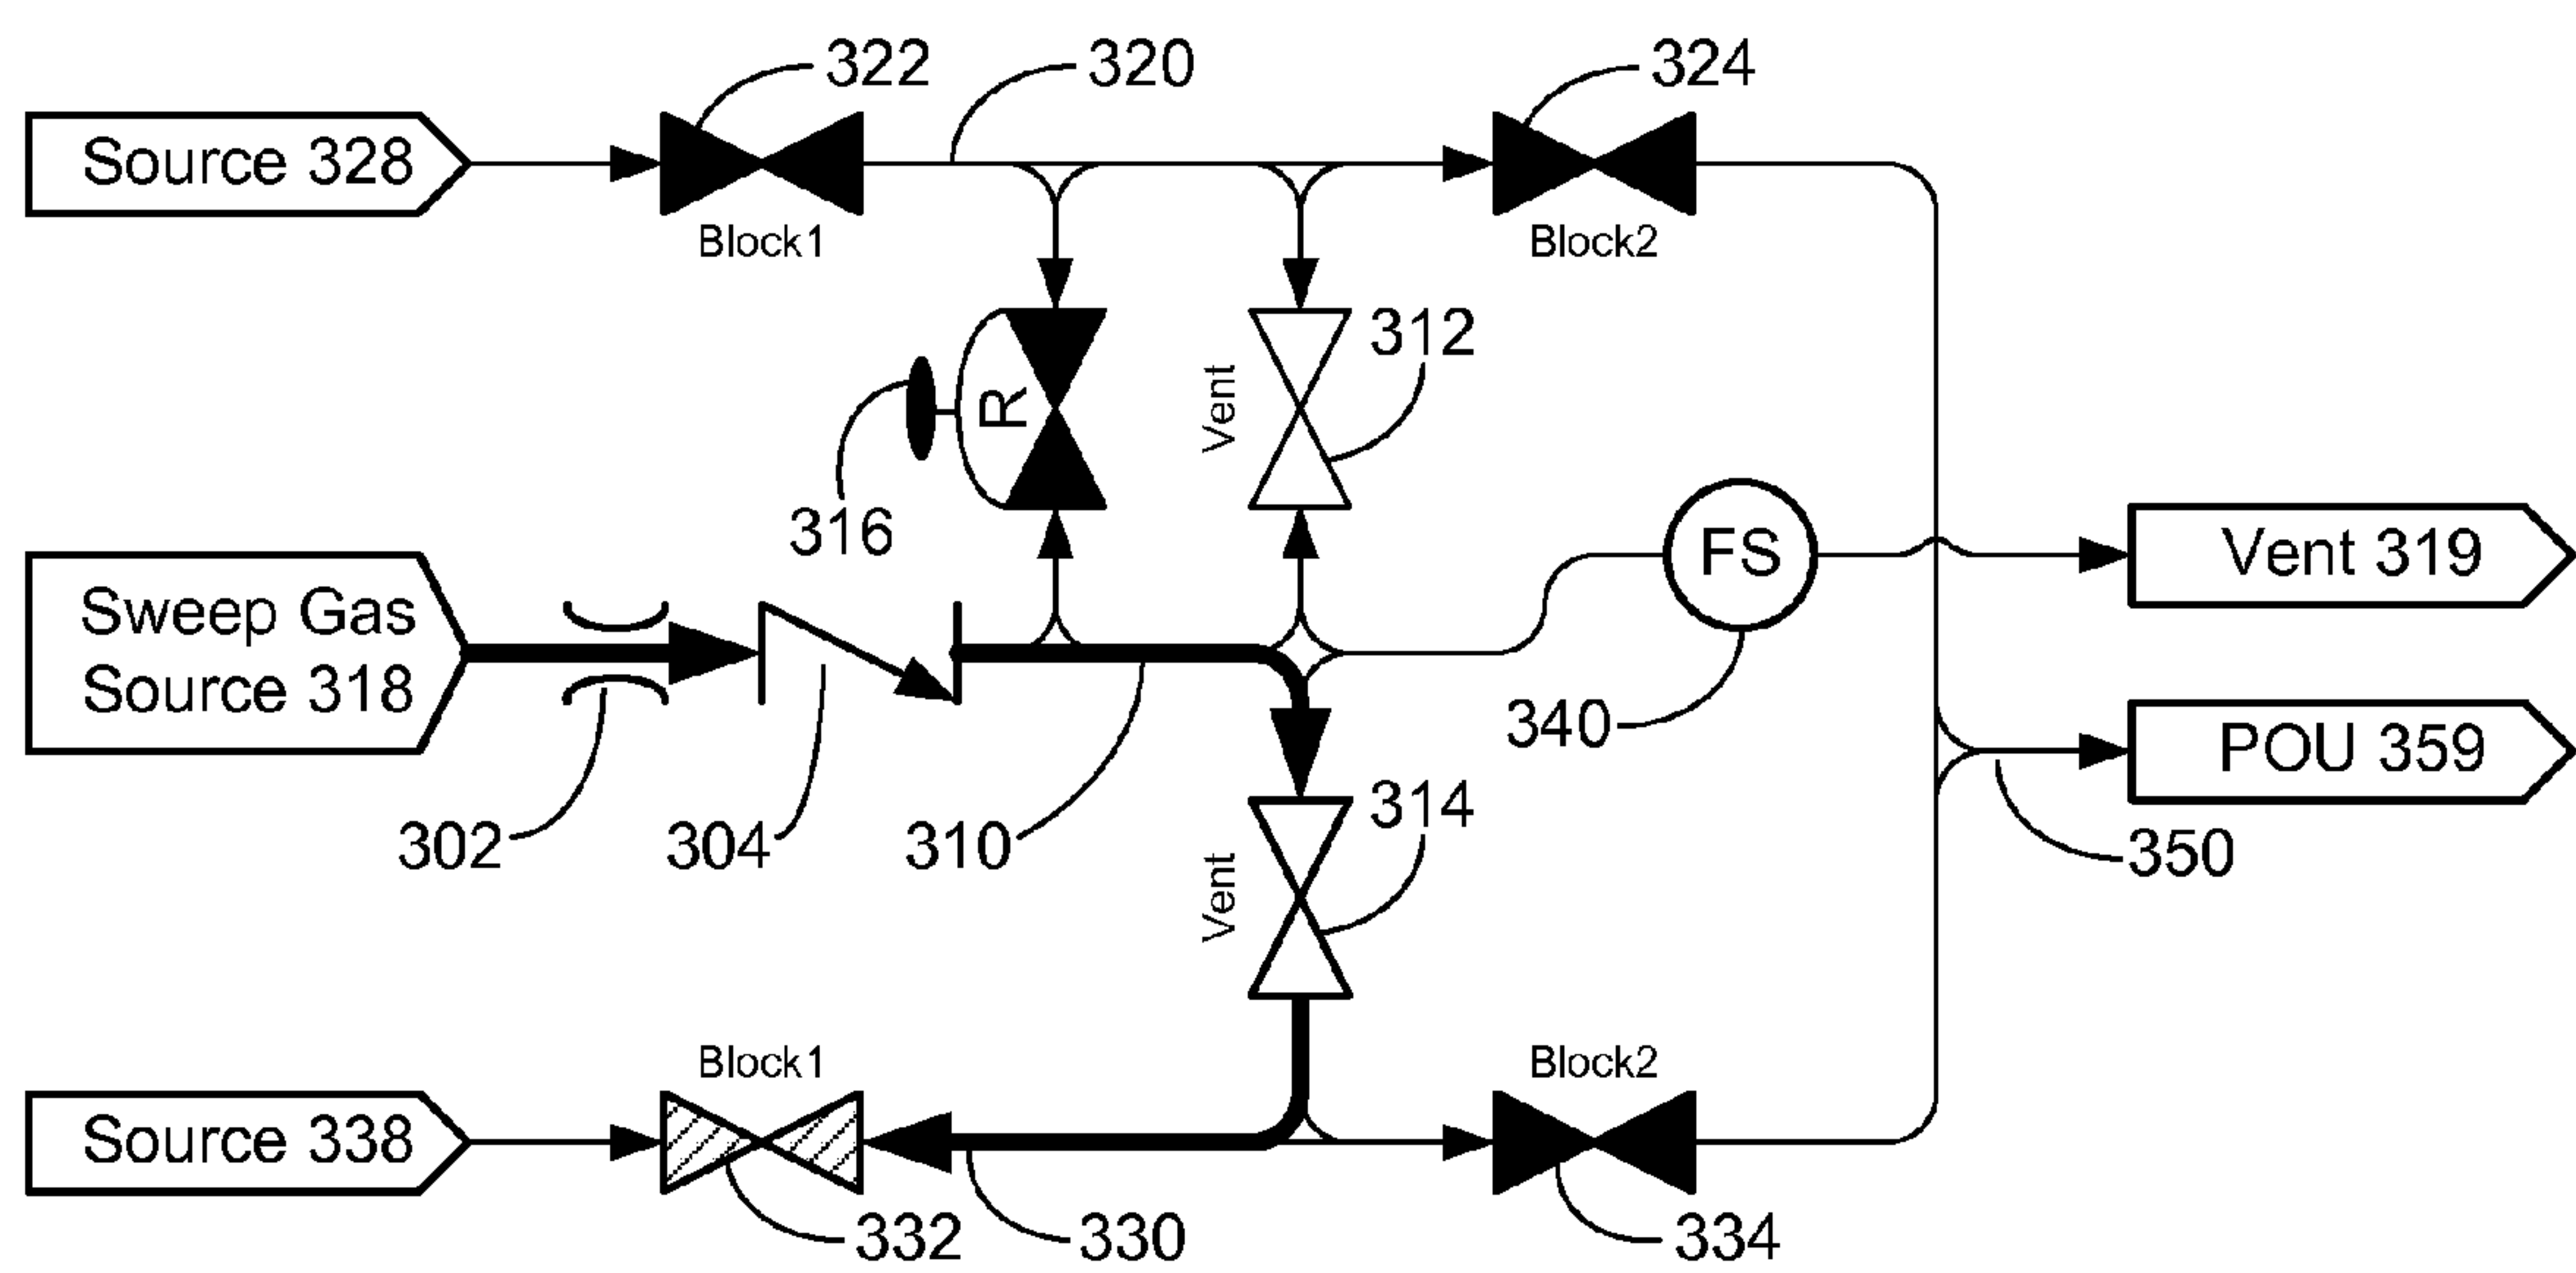 322
320
324
Source 328
Block1
Block2
312
R
Vent
316
FS
Vent 319
Sweep Gas
Source 318
340
POU 359
302
304
310
314
350
Vent
Block1
Block2
Source 338
332
330
334